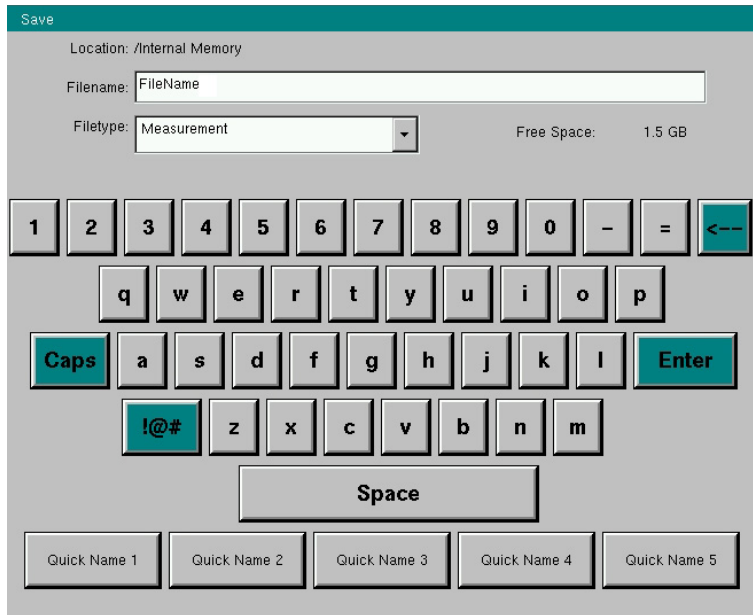 Save
Location: /Internal Memory
Filename: FileName
Filetype: Measurement Free Space: 1.5 GB
1 2 3 4 5 6 7 8 9 0 - = <--
q w e r t y u i o p
Caps a s d f g h j k l Enter
!@# z x c v b n m
Space
Quick Name 1 Quick Name 2 Quick Name 3 Quick Name 4 Quick Name 5